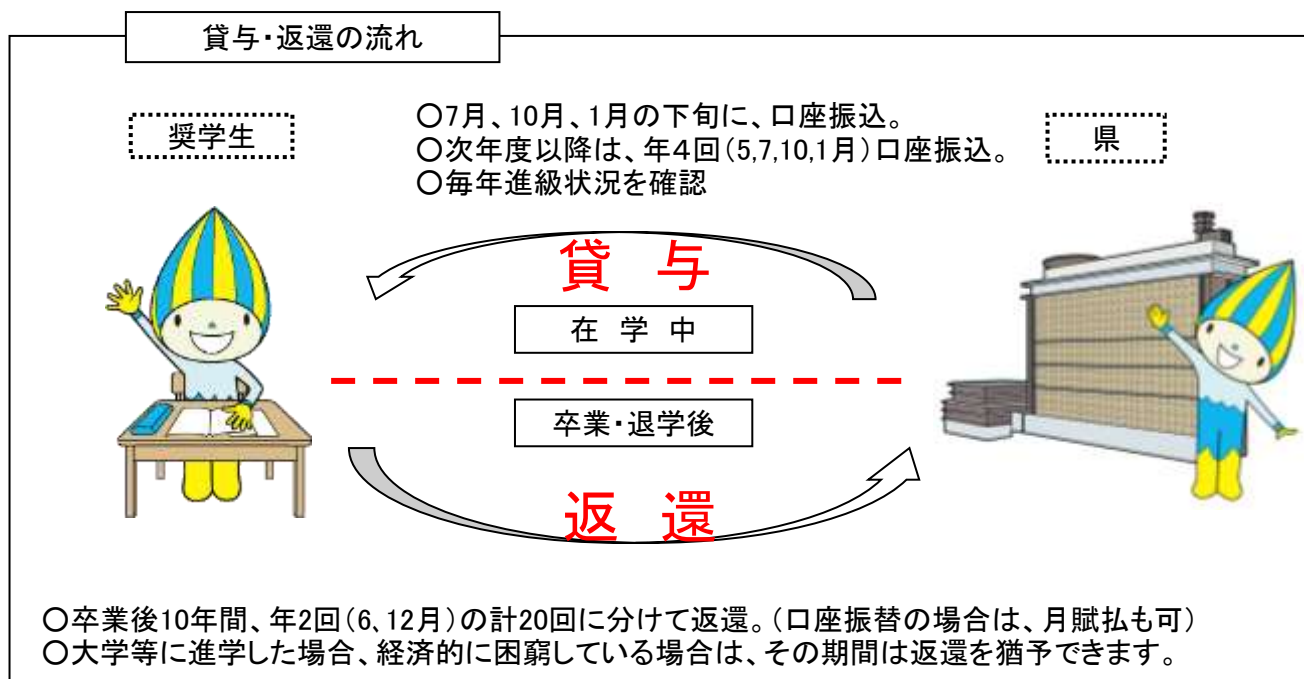 貸与・返還の流れ
奨学生
〇7月、10月、1月の下旬に、口座振込。
〇次年度以降は、年４回(5,7,10,1月)口座振込。
〇毎年進級状況を確認
県
貸 与
在 学 中
卒業・退学後
返 還
〇卒業後10年間、年2回(6、12月)の計20回に分けて返還。(口座振替の場合は、月賦払も可)
〇大学等に進学した場合、経済的に困窮している場合は、その期間は返還を猶予できます。